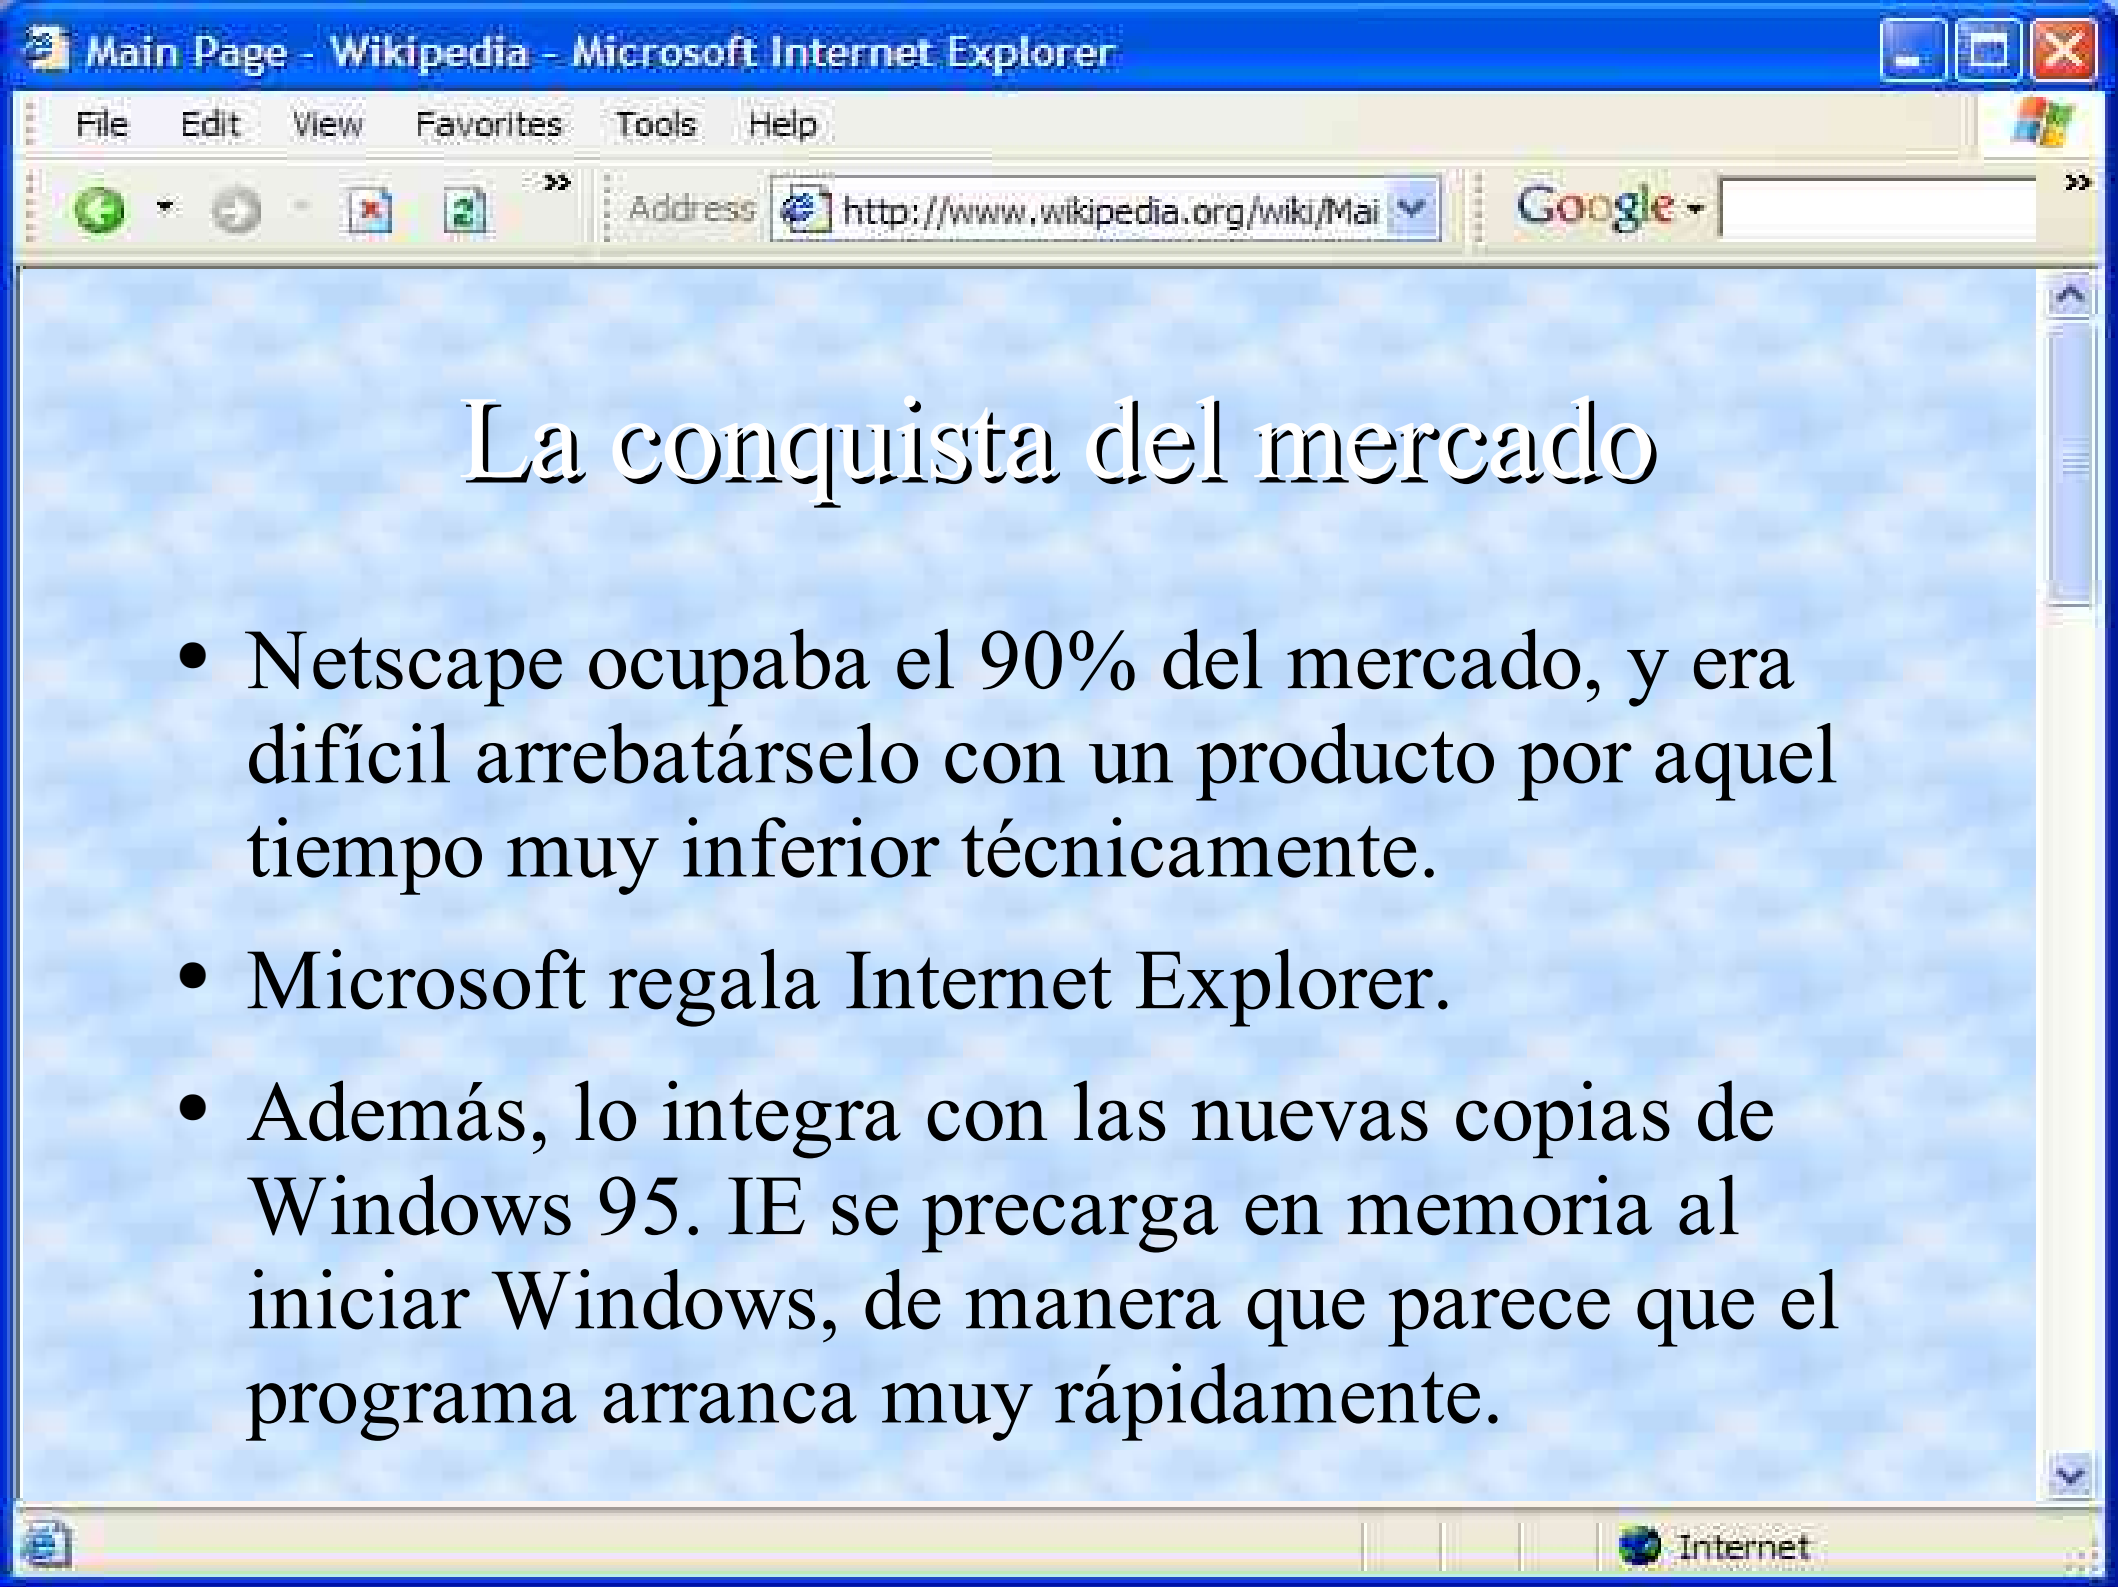 Main Page - Wikipedia - Microsoft Internet Explorer
File Edit View Favorites Tools Help
Address http://www.wikipedia.org/wiki/Mai Google
La conquista del mercado
• Netscape ocupaba el 90% del mercado, y era
difícil arrebatárselo con un producto por aquel
tiempo muy inferior técnicamente.
• Microsoft regala Internet Explorer.
• Además, lo integra con las nuevas copias de
Windows 95. IE se precarga en memoria al
iniciar Windows, de manera que parece que el
programa arranca muy rápidamente.
Internet